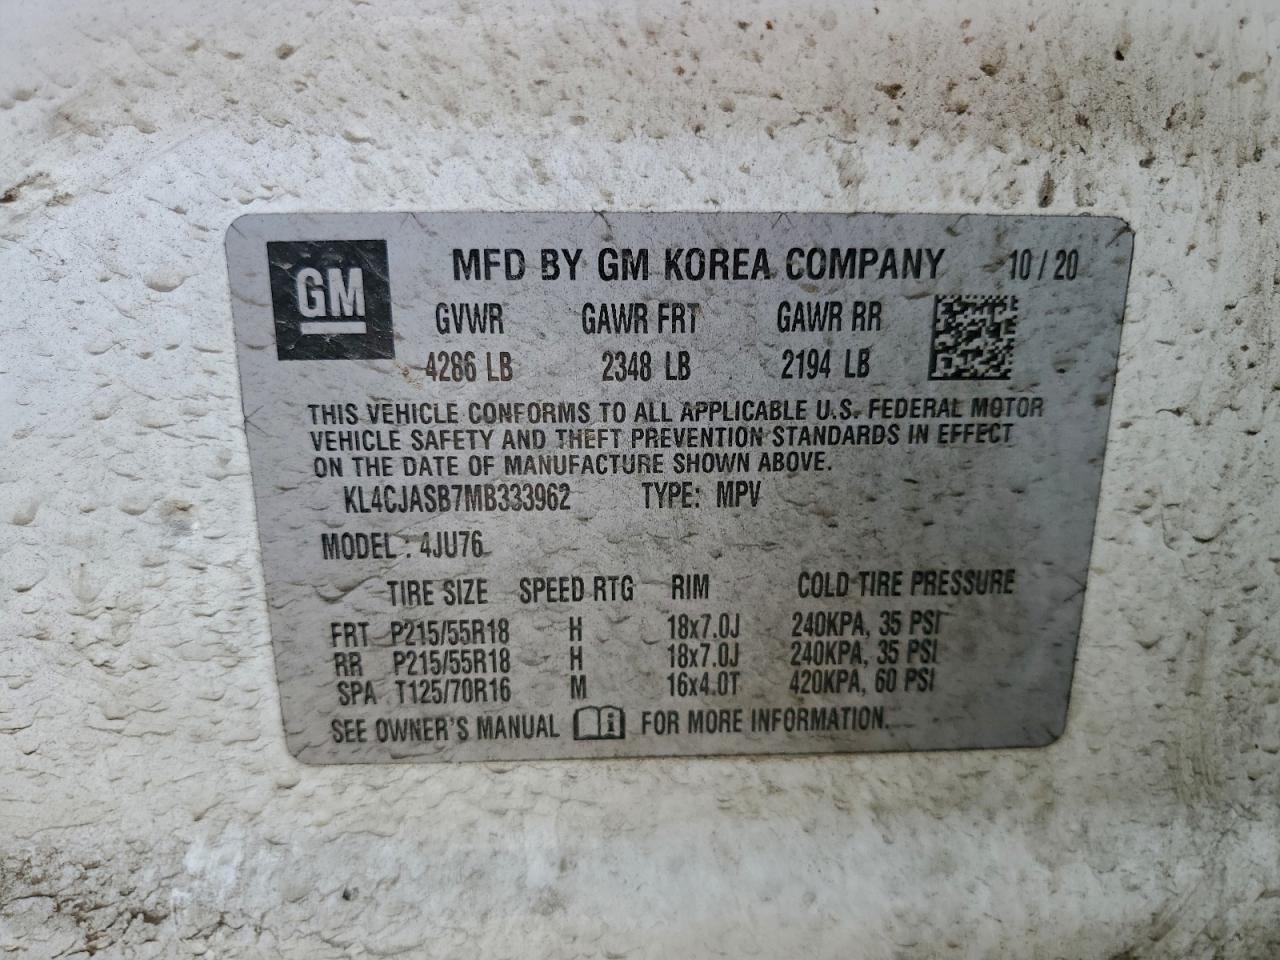 GM
MFD BY GM KOREA COMPANY 10/20
GVWR GAWR FRT GAWR RR
4286 LB 2348 LB 2194 LB
THIS VEHICLE CONFORMS TO ALL APPLICABLE U.S. FEDERAL MOTOR
VEHICLE SAFETY AND THEFT PREVENTION STANDARDS IN EFFECT
ON THE DATE OF MANUFACTURE SHOWN ABOVE.
KL4CJASB7MB333962 TYPE: MPV
MODEL : 4JU76
TIRE SIZE SPEED RTG RIM COLD TIRE PRESSURE
FRT P215/55R18 H 18x7.0J 240KPA, 35 PSI
RR P215/55R18 H 18x7.0J 240KPA, 35 PSI
SPA T125/70R16 M 16x4.0T 420KPA, 60 PSI
SEE OWNER'S MANUAL i FOR MORE INFORMATION.